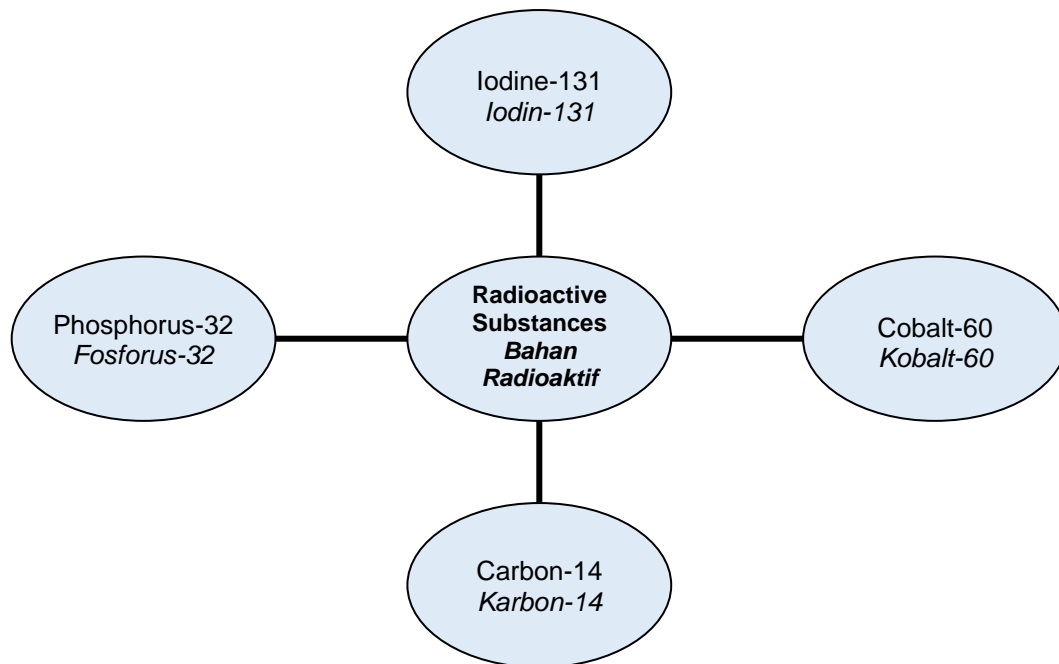 Iodine-131
Iodin-131
Phosphorus-32
Fosforus-32
Radioactive
Substances
Bahan
Radioaktif
Cobalt-60
Kobalt-60
Carbon-14
Karbon-14